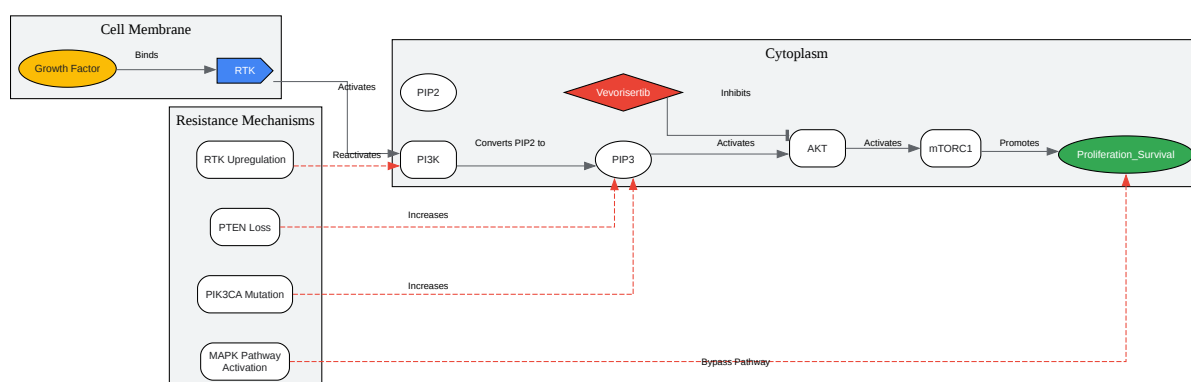 Cell Membrane
Growth Factor
Binds
RTK
Activates
Cytoplasm
PIP2
Vevorisertib
Inhibits
PI3K
Converts PIP2 to
PIP3
Activates
AKT
Activates
mTORC1
Promotes
Proliferation_Survival
Resistance Mechanisms
RTK Upregulation
Reactivates
PTEN Loss
Increases
PIK3CA Mutation
Increases
MAPK Pathway
Activation
Bypass Pathway